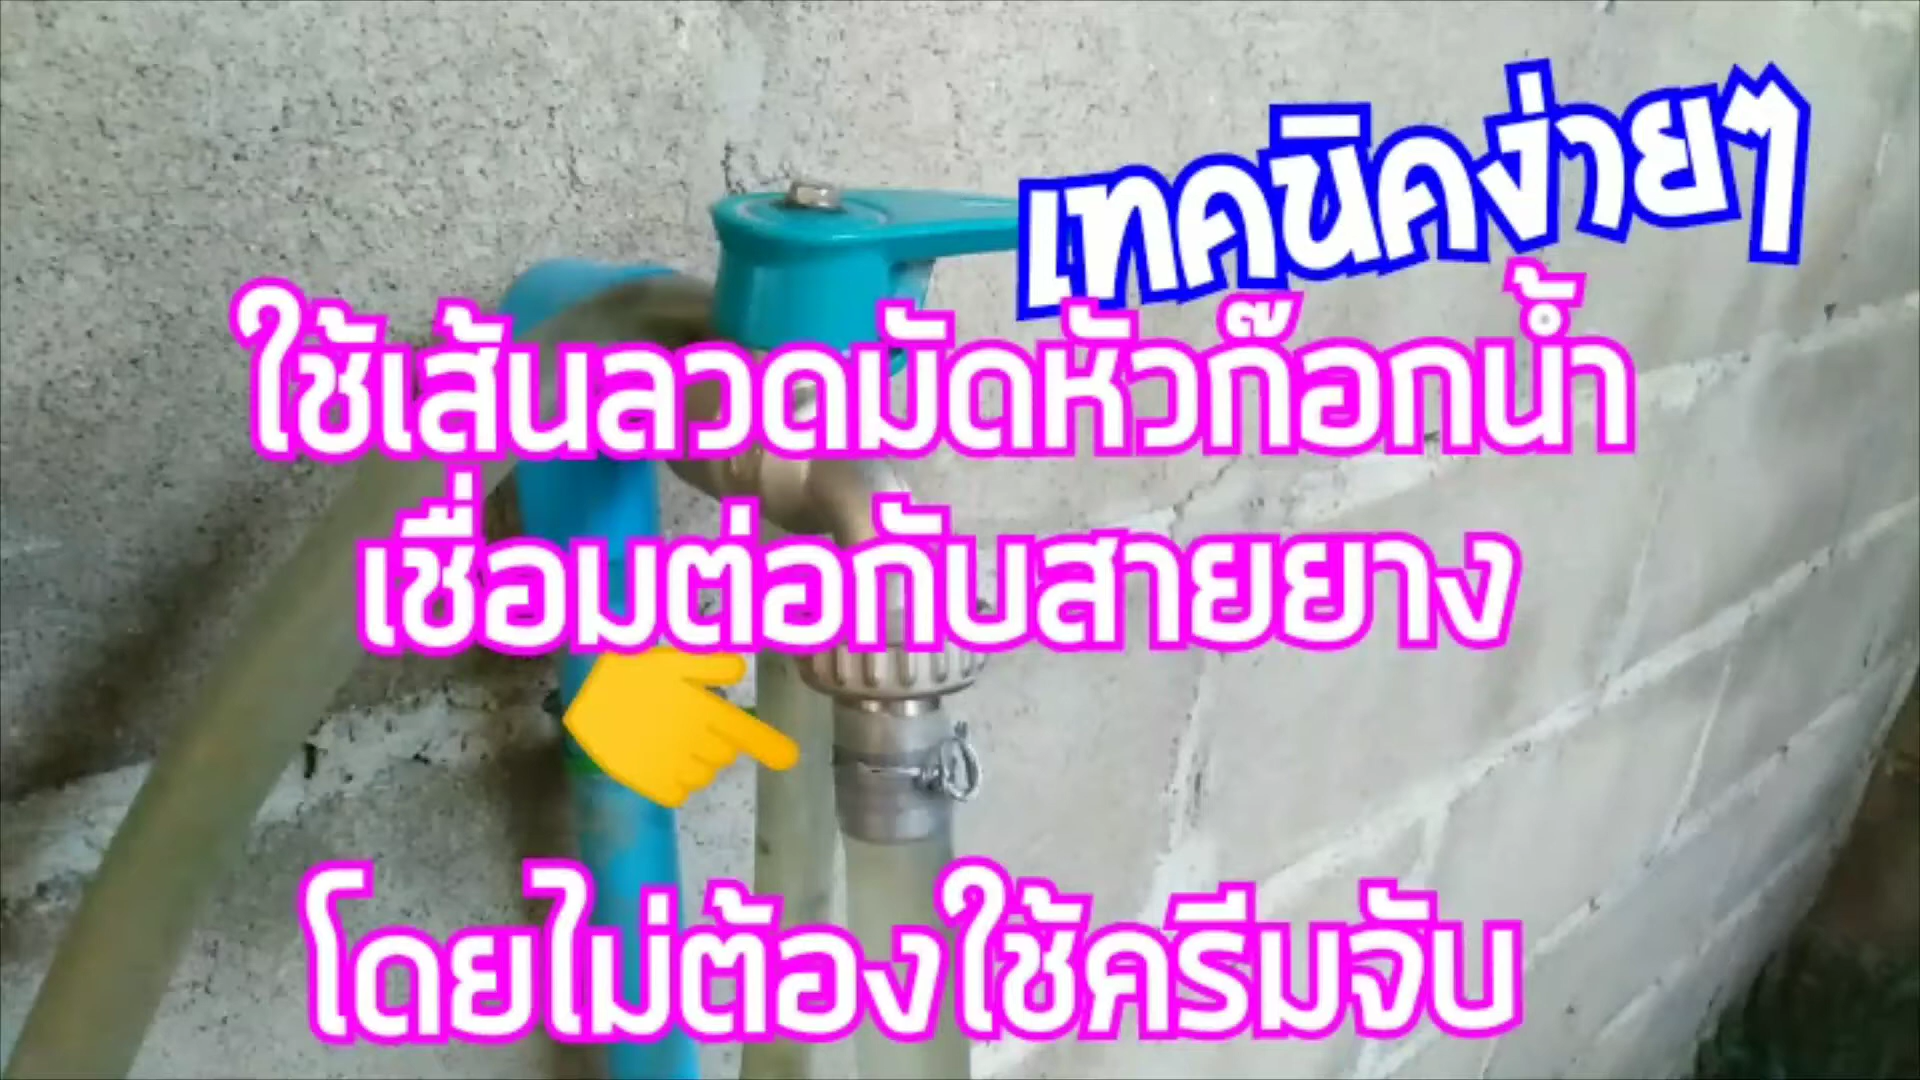 เทคนิคง่ายๆ
ใช้เส้นลวดมัดหัวก๊อกน้ำ
เชื่อมต่อกับสายยาง
โดยไม่ต้องใช้ครีมจับ